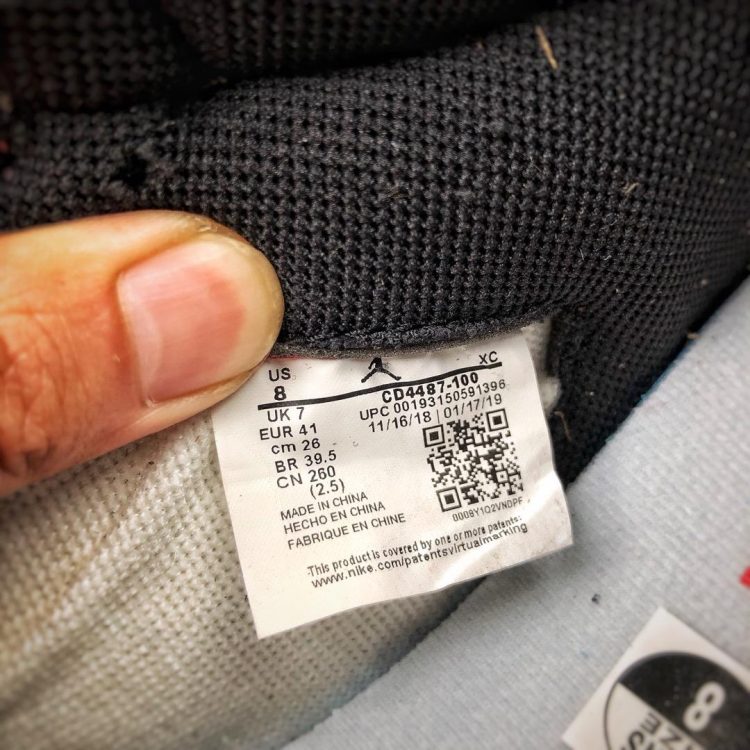 US
8
XC
CD4487-100
UPC 00193150591396
11/16/18 | 01/17/19
UK 7
EUR 41
cm 26
BR 39.5
CN 260
(2.5)
MADE IN CHINA
HECHO EN CHINA
FABRIQUE EN CHINE
0008Y1Q2VNDPF
This product is covered by one or more patents:
www.nike.com/patentsvirtualmarking
8